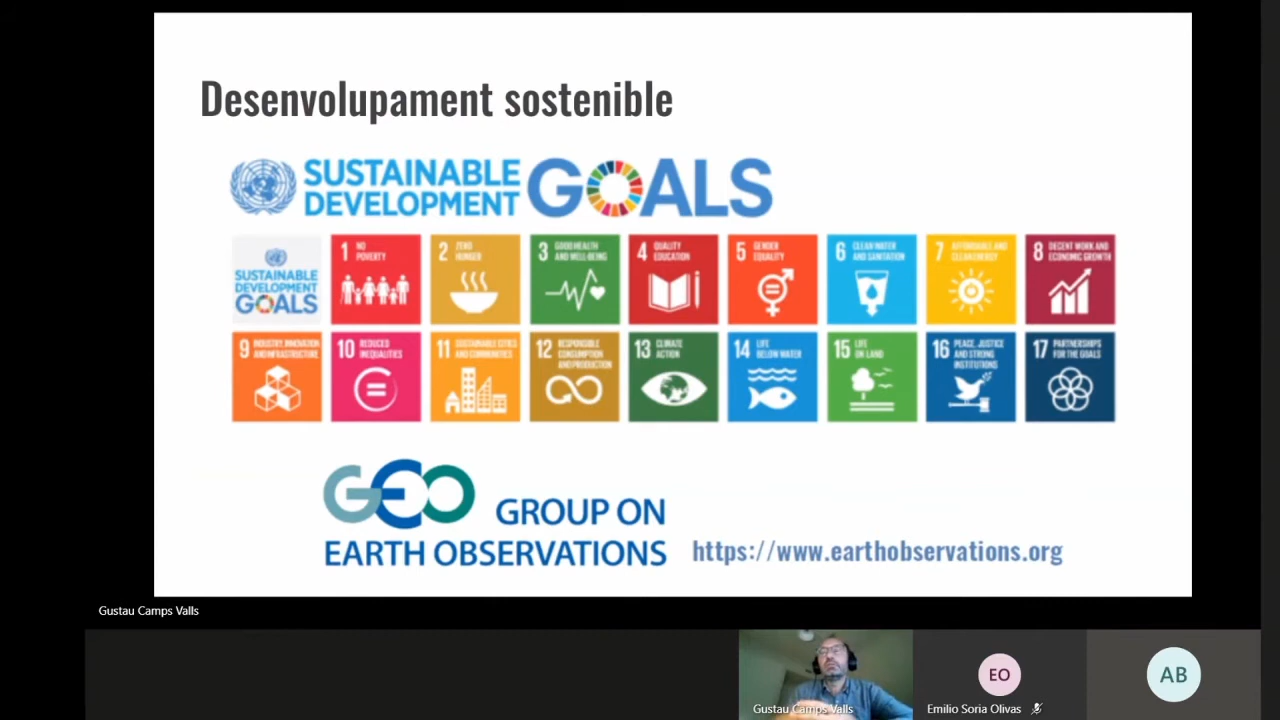 Desenvolupament sostenible
SUSTAINABLE
DEVELOPMENT
GOALS
SUSTAINABLE
DEVELOPMENT
GOALS
1 NO
POVERTY
2 ZERO
HUNGER
3 GOOD HEALTH
AND WELL-BEING
4 QUALITY
EDUCATION
5 GENDER
EQUALITY
6 CLEAN WATER
AND SANITATION
7 AFFORDABLE AND
CLEAN ENERGY
8 DECENT WORK AND
ECONOMIC GROWTH
9 INDUSTRY, INNOVATION
AND INFRASTRUCTURE
10 REDUCED
INEQUALITIES
11 SUSTAINABLE CITIES
AND COMMUNITIES
12 RESPONSIBLE
CONSUMPTION
AND PRODUCTION
13 CLIMATE
ACTION
14 LIFE
BELOW WATER
15 LIFE
ON LAND
16 PEACE, JUSTICE
AND STRONG
INSTITUTIONS
17 PARTNERSHIPS
FOR THE GOALS
GEO GROUP ON
EARTH OBSERVATIONS
https://www.earthobservations.org
Gustau Camps Valls
EO
AB
Gustau Camps Valls
Emilio Soria Olivas